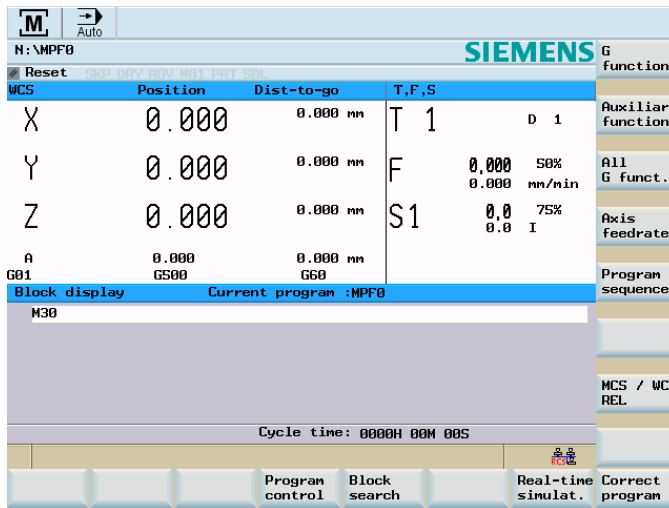 M
Auto
N:\MPF0
SIEMENS
G
function
Reset SKP DRY ROV M01 PRT SBL
WCS Position Dist-to-go T,F,S
Auxiliar
function
X 0.000 0.000 mm T 1 D 1
Y 0.000 0.000 mm F 0,000 50%
0.000 mm/min
All
G funct.
Z 0.000 0.000 mm S1 0,0 75%
0.0 I
Axis
feedrate
A 0.000 0.000 mm
G01 G500 G60
Program
sequence
Block display Current program :MPF0
M30
MCS / WC
REL
Cycle time: 0000H 00M 00S
RCS
Program
control
Block
search
Real-time
simulat.
Correct
program